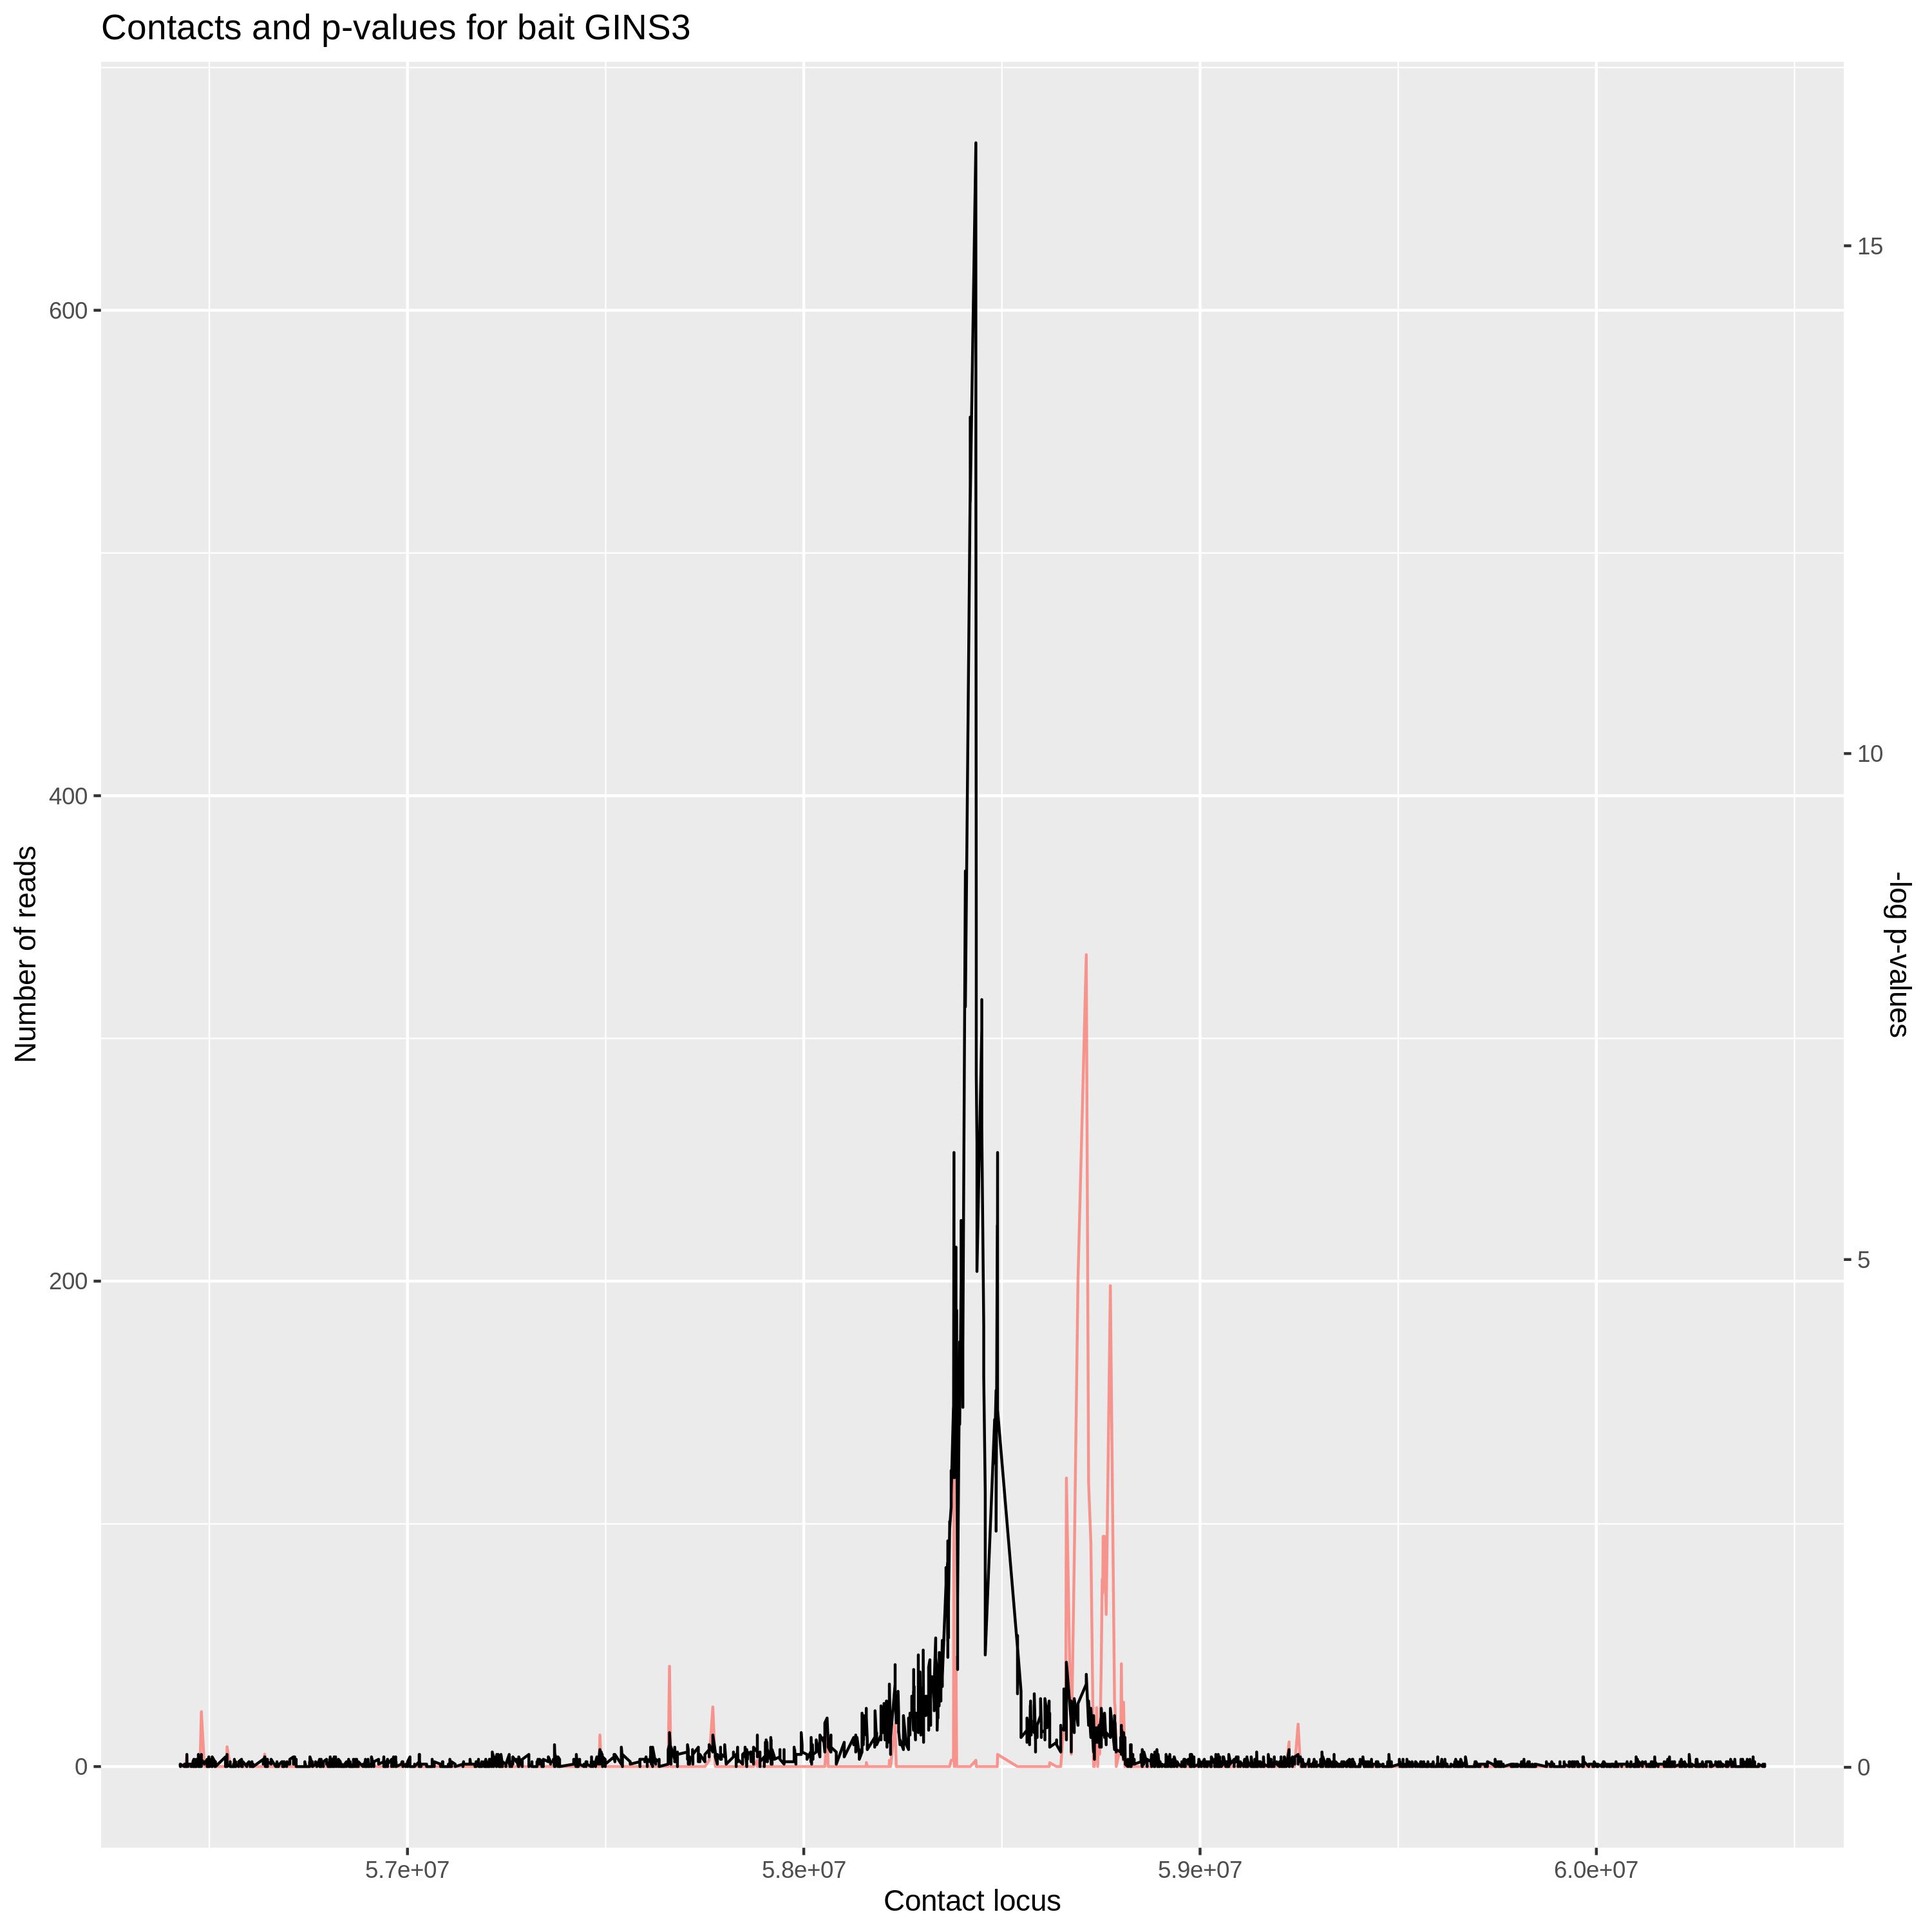 Contacts and p-values for bait GINS3
Number of reads
600
400
200
0
15
10
5
0
-log p-values
5.7e+07
5.8e+07
5.9e+07
6.0e+07
Contact locus